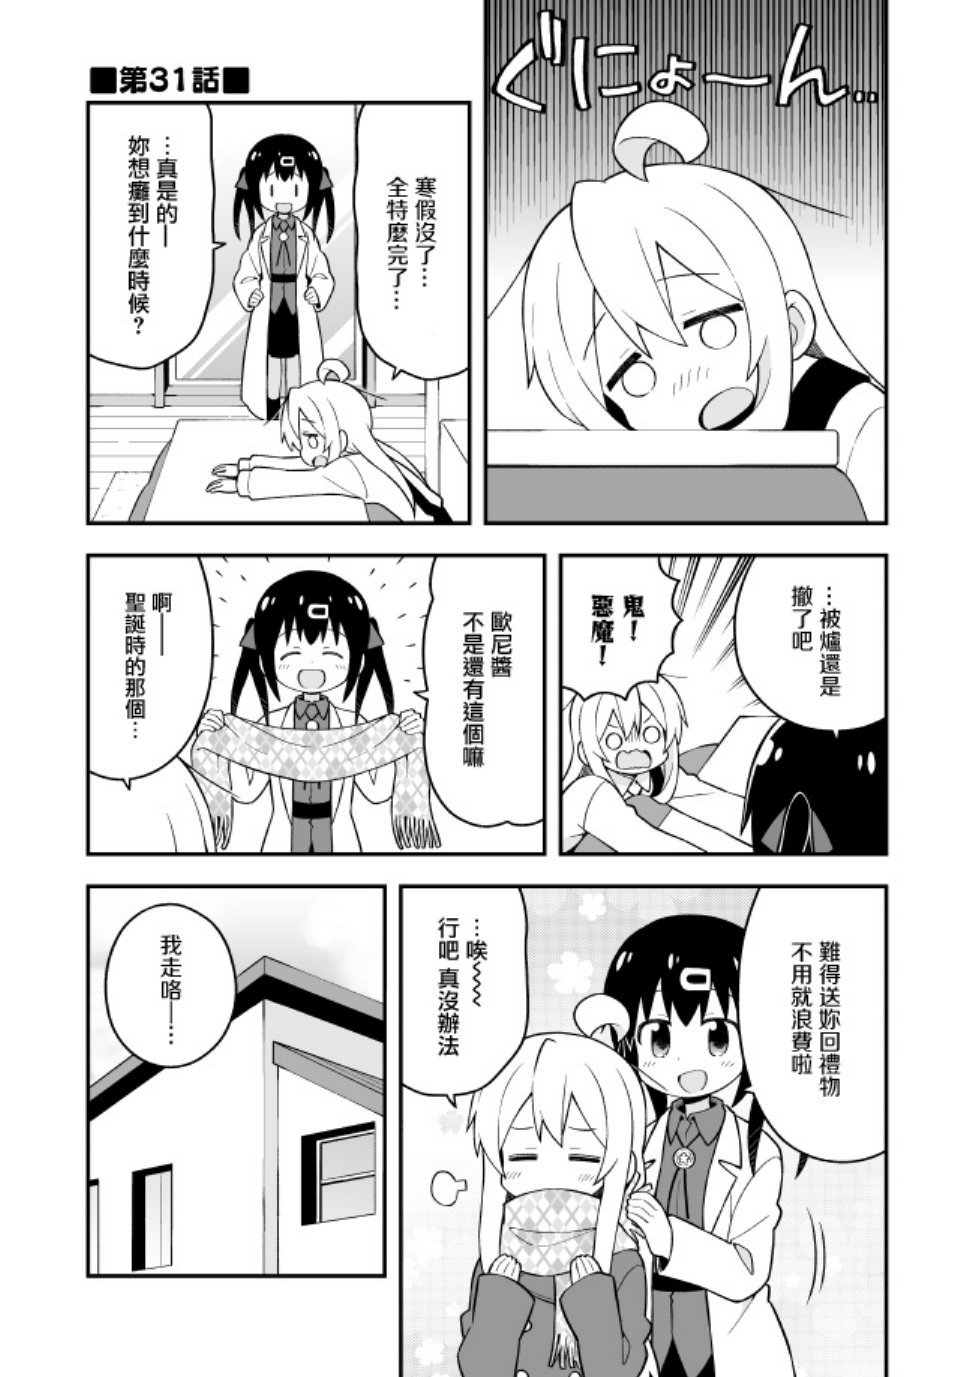 ■第31話■
ぐにょ〜ん..
寒假沒了…
全特麼完了…
…真是的—
妳想癱到什麼時候?
…被爐還是
撤了吧
鬼!
惡魔!
歐尼醬
不是還有這個嘛
啊——
聖誕時的那個…
難得送妳回禮物
不用就浪費啦
…唉~~~
行吧 真沒辦法
我走咯——…